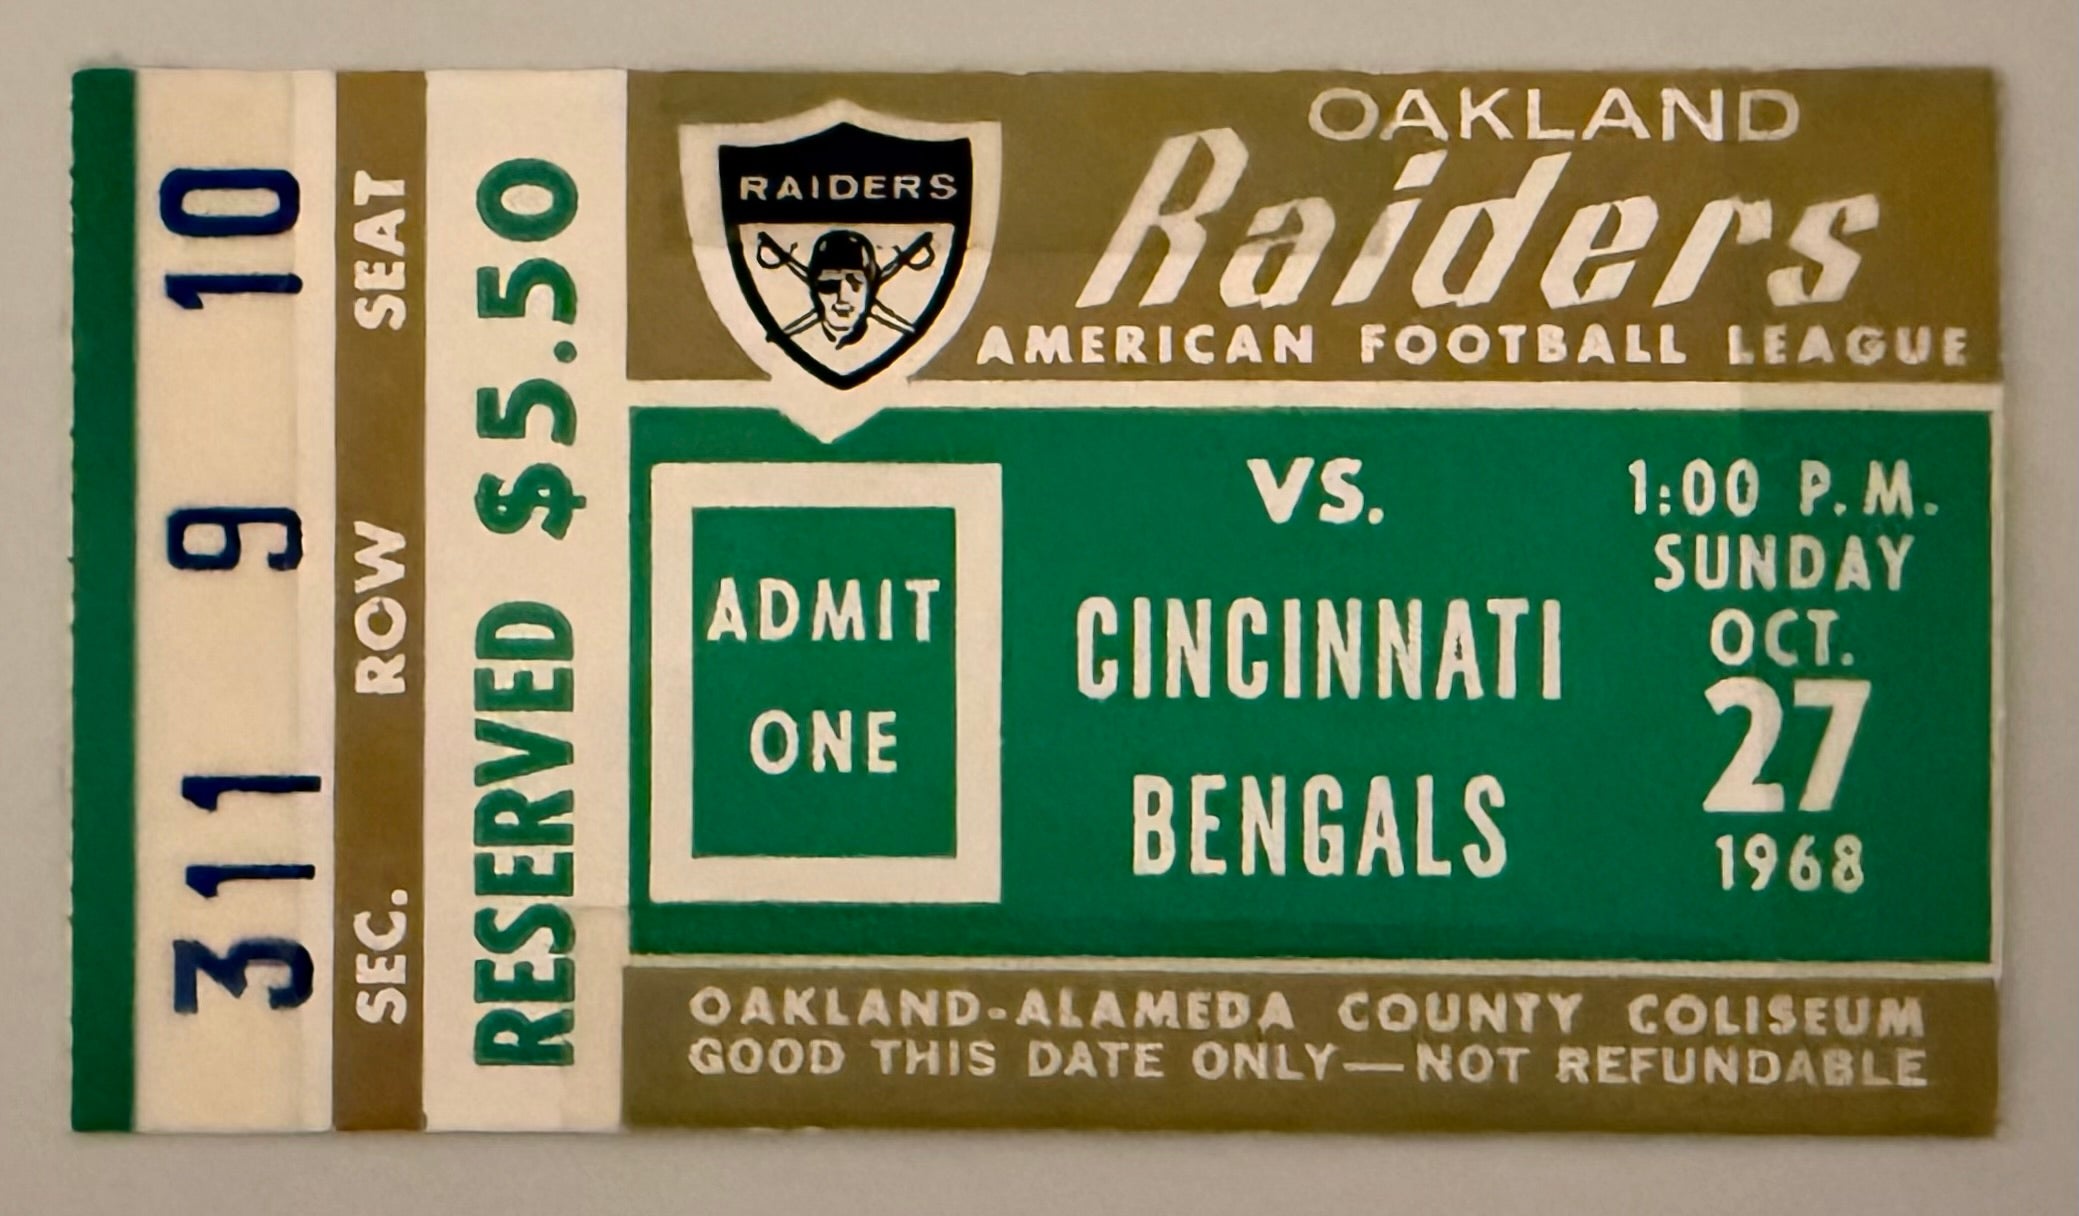 10
9
311
SEAT
ROW
SEC.
RESERVED $5.50
RAIDERS
OAKLAND
Raiders
AMERICAN FOOTBALL LEAGUE
ADMIT
ONE
VS.
CINCINNATI
BENGALS
1:00 P.M.
SUNDAY
OCT.
27
1968
OAKLAND-ALAMEDA COUNTY COLISEUM
GOOD THIS DATE ONLY—NOT REFUNDABLE